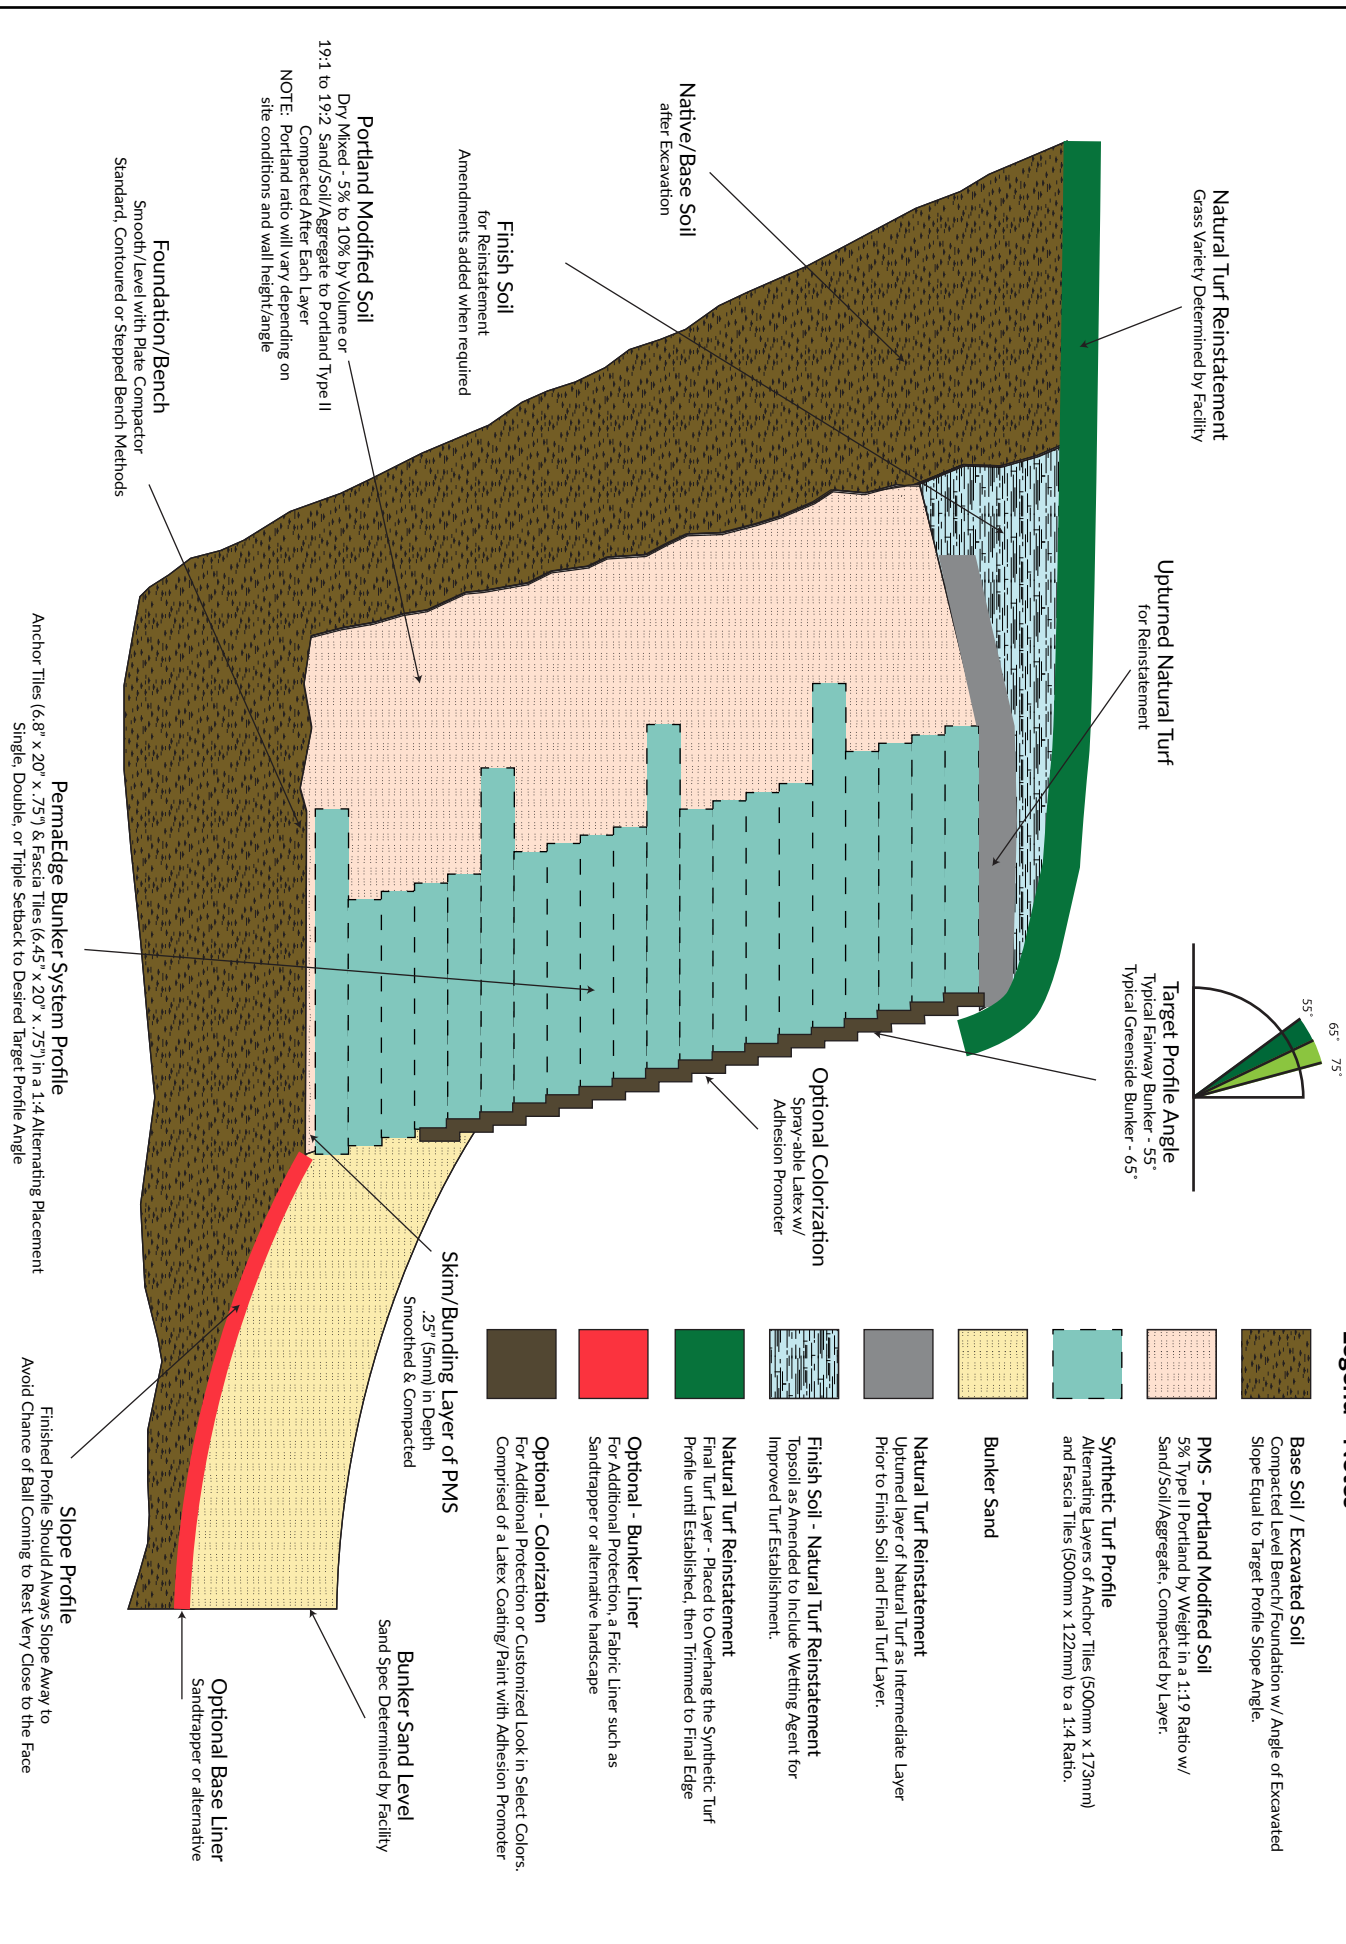 55°
65°
75°
Target Profile Angle
Typical Fairway Bunker - 55°
Typical Greenside Bunker - 65°
Natural Turf Reinstatement
Grass Variety Determined by Facility
Upturned Natural Turf
for Reinstatement
Native/Base Soil
after Excavation
Finish Soil
for Reinstatement
Amendments added when required
Portland Modified Soil
Dry Mixed - 5% to 10% by Volume or
19:1 to 19:2 Sand/Soil/Aggregate to Portland Type II
Compacted After Each Layer
NOTE: Portland ratio will vary depending on
site conditions and wall height/angle
Foundation/Bench
Smooth/Level with Plate Compactor
Standard, Contoured or Stepped Bench Methods
PermaEdge Bunker System Profile
Anchor Tiles (6.8" x 20" x .75") & Fascia Tiles (6.45" x 20" x .75") in a 1:4 Alternating Placement
Single, Double, or Triple Setback to Desired Target Profile Angle
Optional Colorization
Spray-able Latex w/
Adhesion Promoter
Skim/Bunding Layer of PMS
.25" (5mm) in Depth
Smoothed & Compacted
Slope Profile
Finished Profile Should Always Slope Away to
Avoid Chance of Ball Coming to Rest Very Close to the Face
Bunker Sand Level
Sand Spec Determined by Facility
Optional Base Liner
Sandtrapper or alternative
Base Soil / Excavated Soil
Compacted Level Bench/Foundation w/ Angle of Excavated
Slope Equal to Target Profile Slope Angle.
PMS - Portland Modified Soil
5% Type II Portland by Weight in a 1:19 Ratio w/
Sand/Soil/Aggregate, Compacted by Layer.
Synthetic Turf Profile
Alternating Layers of Anchor Tiles (500mm x 173mm)
and Fascia Tiles (500mm x 122mm) to a 1:4 Ratio.
Bunker Sand
Natural Turf Reinstatement
Upturned layer of Natural Turf as Intermediate Layer
Prior to Finish Soil and Final Turf Layer.
Finish Soil - Natural Turf Reinstatement
Topsoil as Amended to Include Wetting Agent for
Improved Turf Establishment.
Natural Turf Reinstatement
Final Turf Layer - Placed to Overhang the Synthetic Turf
Profile until Established, then Trimmed to Final Edge
Optional - Bunker Liner
For Additional Protection, a Fabric Liner such as
Sandtrapper or alternative hardscape
Optional - Colorization
For Additional Protection or Customized Look in Select Colors.
Comprised of a Latex Coating/Paint with Adhesion Promoter